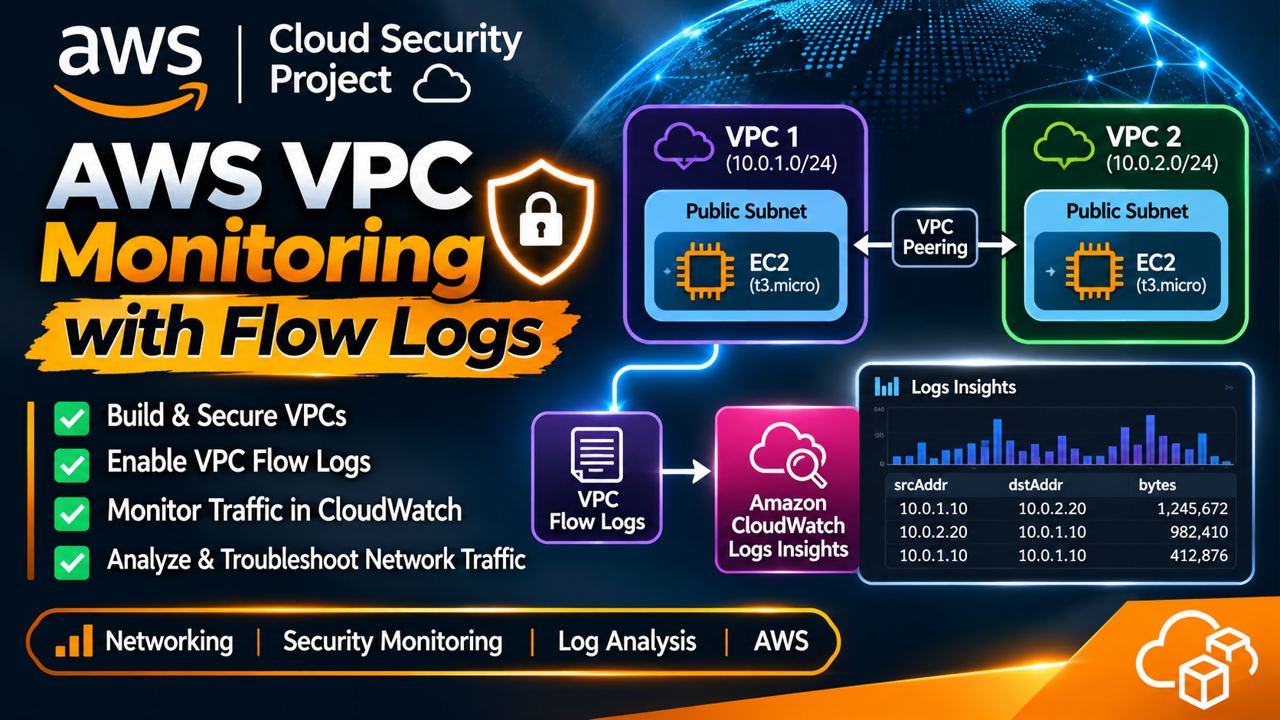 aws
Cloud Security
Project
AWS VPC
Monitoring
with Flow Logs
Build & Secure VPCs
Enable VPC Flow Logs
Monitor Traffic in CloudWatch
Analyze & Troubleshoot Network Traffic
VPC 1
(10.0.1.0/24)
Public Subnet
EC2
(t3.micro)
VPC
Peering
VPC 2
(10.0.2.0/24)
Public Subnet
EC2
(t3.micro)
VPC
Flow Logs
Amazon
CloudWatch
Logs Insights
Logs Insights
srcAddr dstAddr bytes
10.0.1.10 10.0.2.20 1,245,672
10.0.2.20 10.0.1.10 982,410
10.0.1.10 10.0.1.10 412,876
Networking | Security Monitoring | Log Analysis | AWS